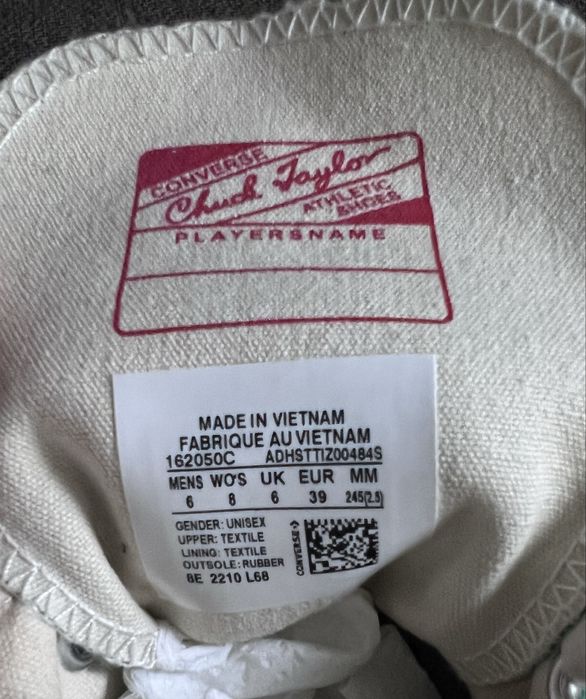 CONVERSE
Chuck Taylor
ATHLETIC
SHOES
PLAYERSNAME
MADE IN VIETNAM
FABRIQUE AU VIETNAM
162050C ADHSTTIZ00484S
MENS WO'S UK EUR MM
6 8 6 39 245(2.5)
GENDER: UNISEX
UPPER: TEXTILE
LINING: TEXTILE
OUTSOLE: RUBBER
BE 2210 L68
CONVERSE